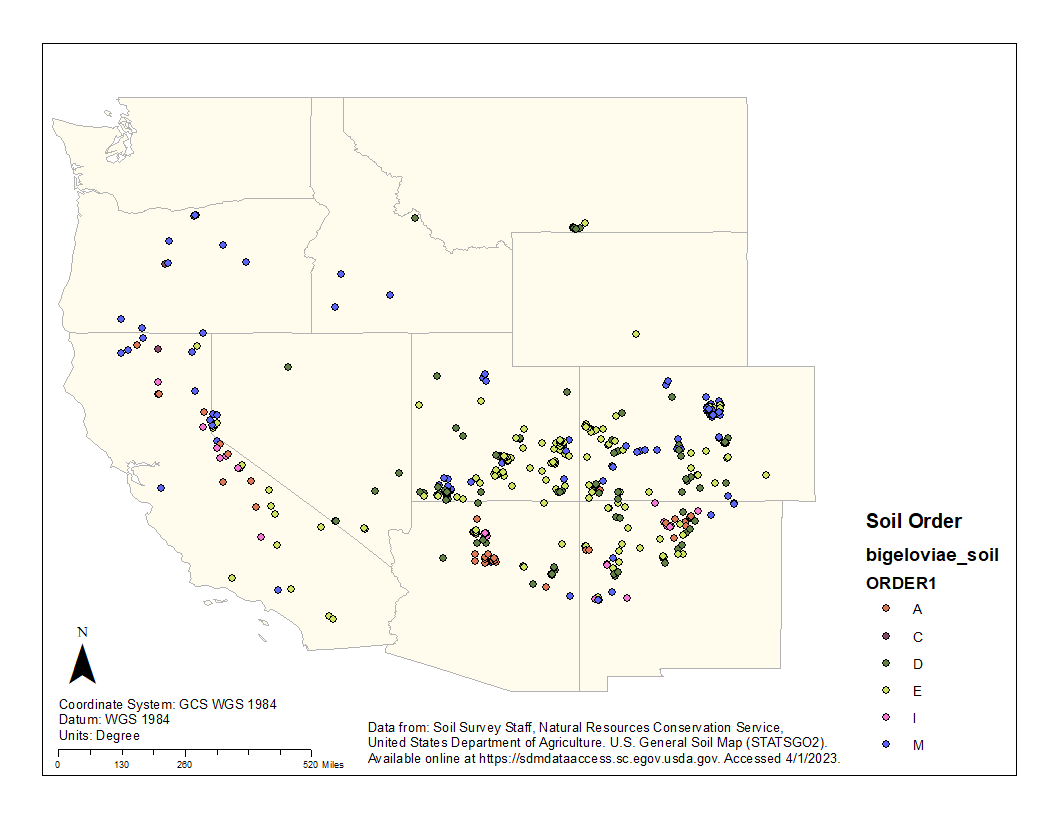 Soil Order
bigeloviae_soil
ORDER1
A
C
D
E
I
M
N
Coordinate System: GCS WGS 1984
Datum: WGS 1984
Units: Degree
0 130 260 520 Miles
Data from: Soil Survey Staff, Natural Resources Conservation Service,
United States Department of Agriculture. U.S. General Soil Map (STATSGO2).
Available online at https://sdmdataaccess.sc.egov.usda.gov. Accessed 4/1/2023.